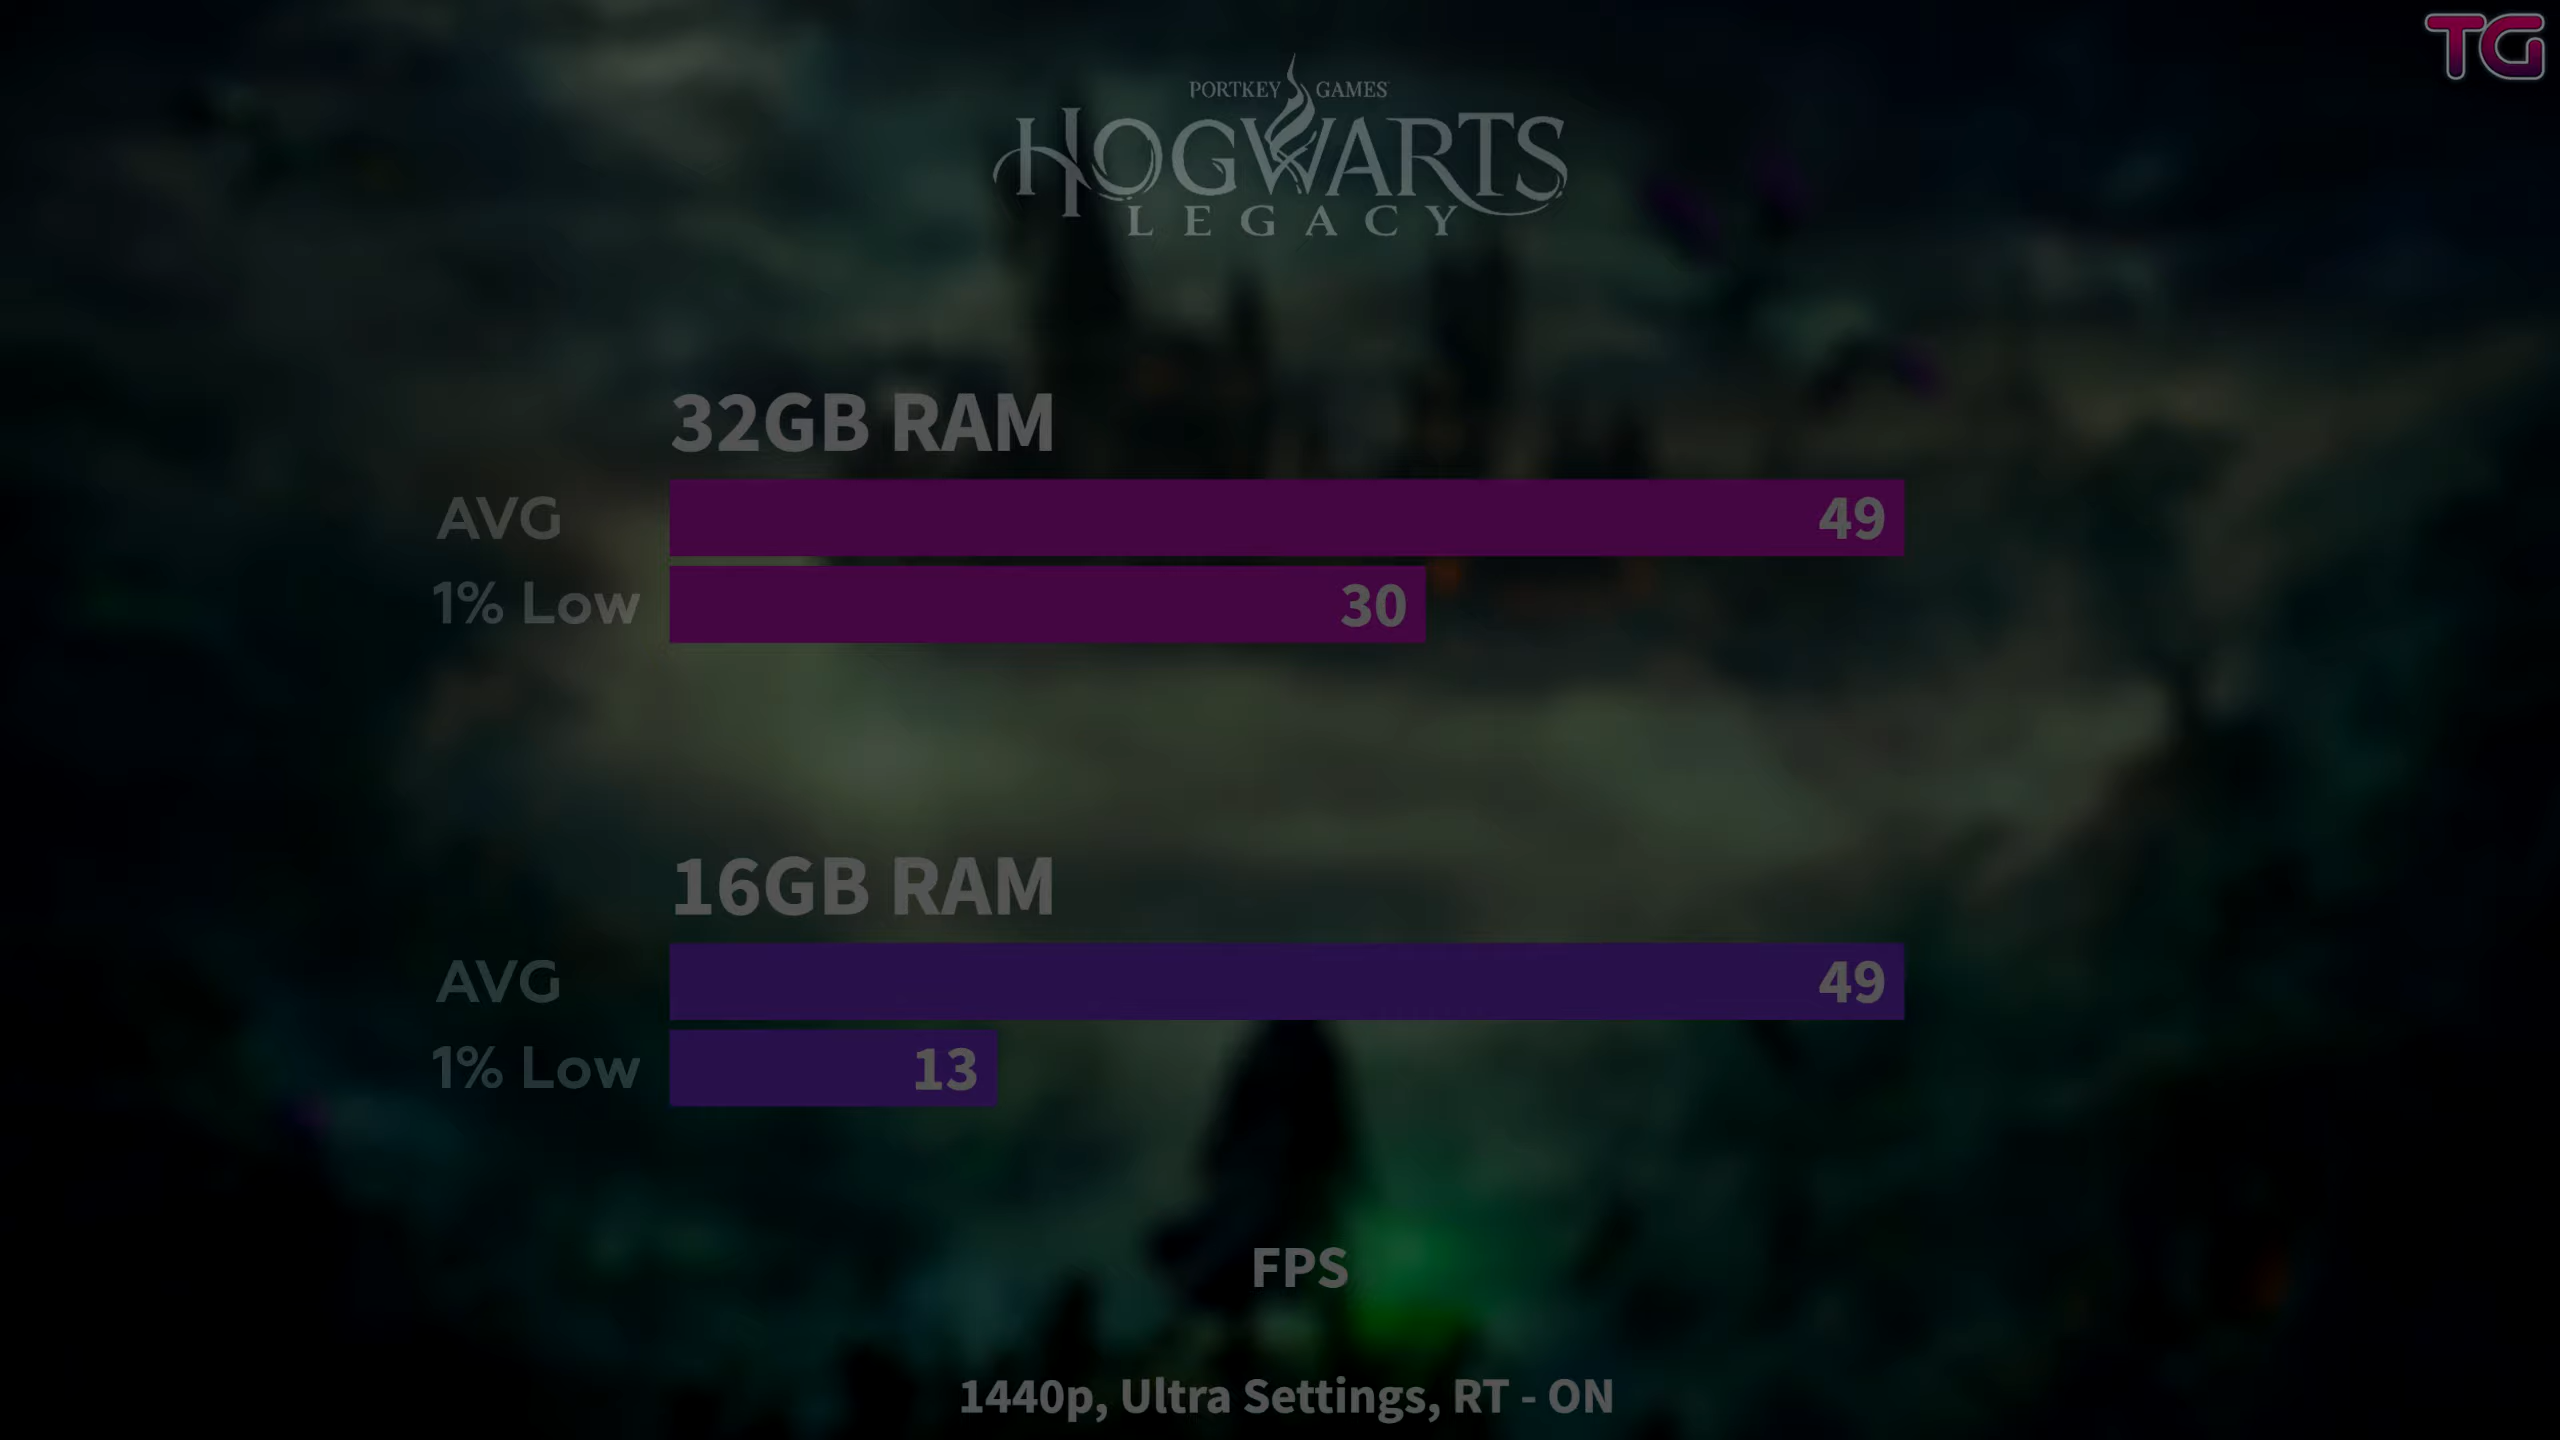 TG
PORTKEY GAMES
HOGWARTS
LEGACY
32GB RAM
AVG 49
1% Low 30
16GB RAM
AVG 49
1% Low 13
FPS
1440p, Ultra Settings, RT - ON